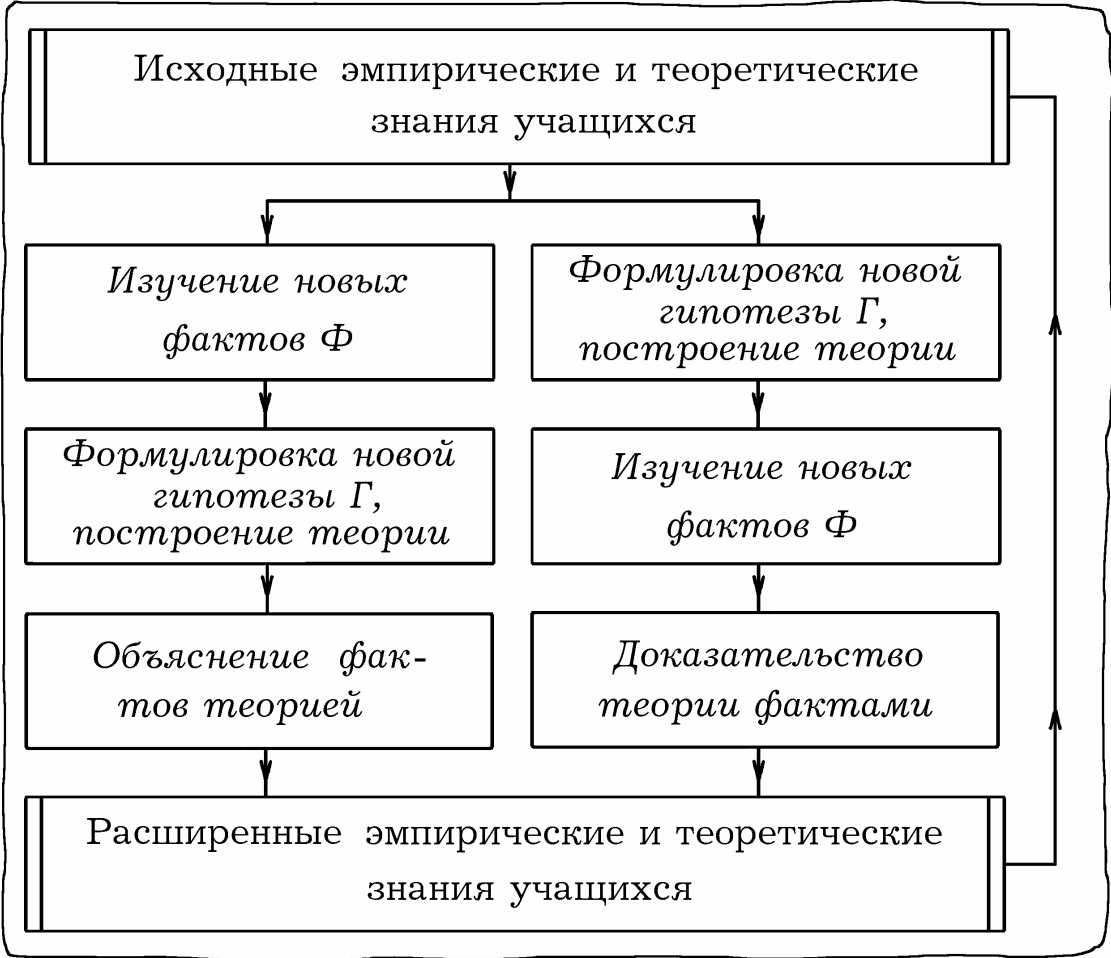 Исходные эмпирические и теоретические
знания учащихся
Изучение новых
фактов Ф
Формулировка новой
гипотезы Г,
построение теории
Формулировка новой
гипотезы Г,
построение теории
Изучение новых
фактов Ф
Объяснение фак-
тов теорией
Доказательство
теории фактами
Расширенные эмпирические и теоретические
знания учащихся